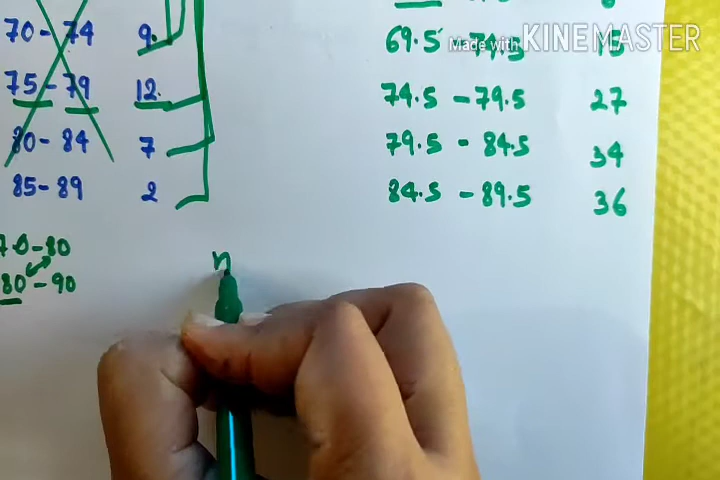 70 - 74 9 69.5 - 74.5 15
Made with KINEMASTER
75 - 79 12 74.5 - 79.5 27
80 - 84 7 79.5 - 84.5 34
85 - 89 2 84.5 - 89.5 36
70 - 80
80 - 90
n